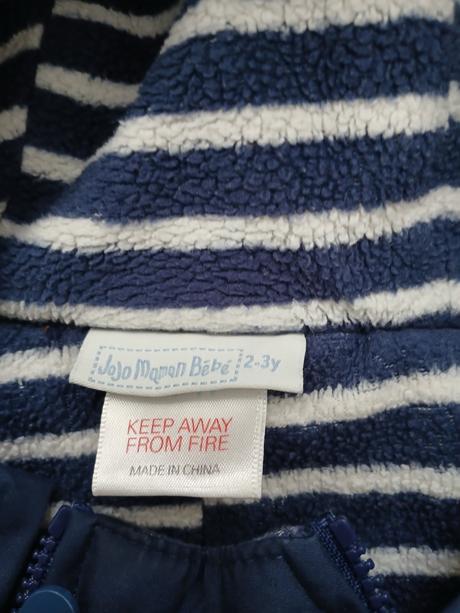 JoJo Maman Bébé 2-3y
KEEP AWAY
FROM FIRE
MADE IN CHINA